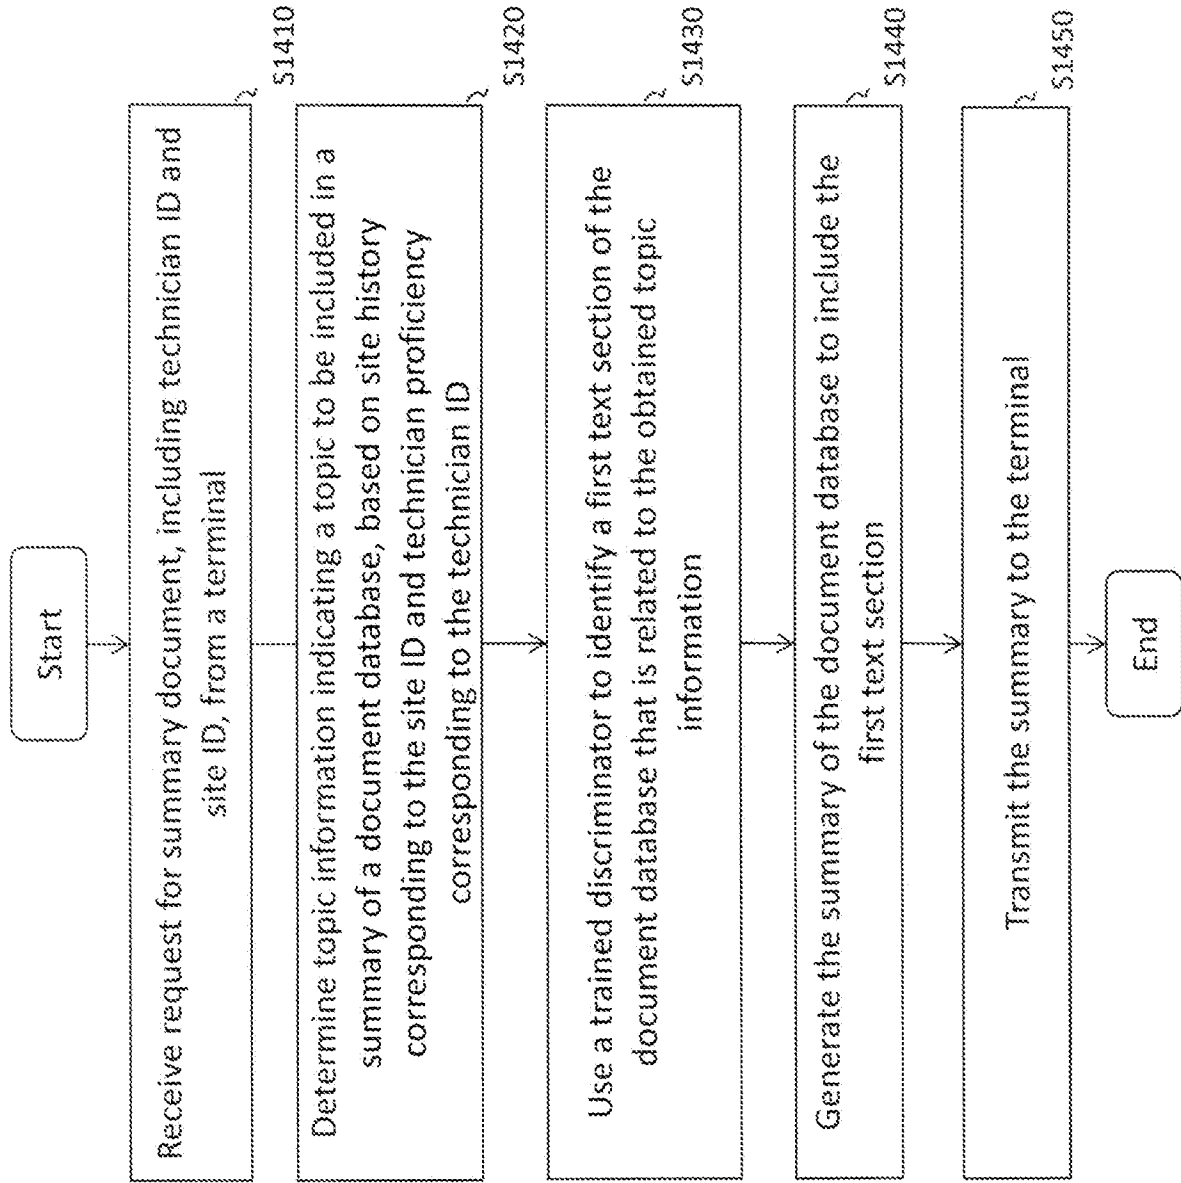 Start
Receive request for summary document, including technician ID and
site ID, from a terminal
S1410
Determine topic information indicating a topic to be included in a
summary of a document database, based on site history
corresponding to the site ID and technician proficiency
corresponding to the technician ID
S1420
Use a trained discriminator to identify a first text section of the
document database that is related to the obtained topic
information
S1430
Generate the summary of the document database to include the
first text section
S1440
Transmit the summary to the terminal
S1450
End